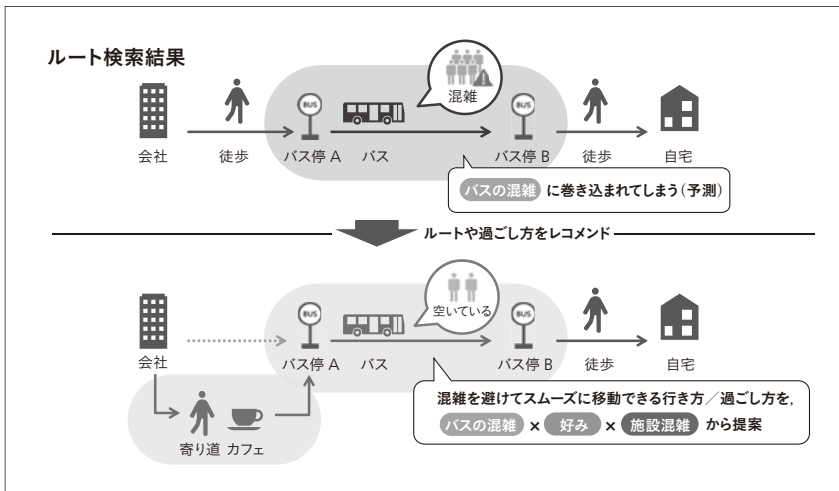 ルート検索結果
混雑
BUS
BUS
会社
徒歩
バス停 A
バス
バス停 B
徒歩
自宅
バスの混雑 に巻き込まれてしまう（予測）
ルートや過ごし方をレコメンド
空いている
BUS
BUS
会社
バス停 A
バス
バス停 B
徒歩
自宅
混雑を避けてスムーズに移動できる行き方／過ごし方を,
バスの混雑 × 好み × 施設混雑 から提案
寄り道 カフェ